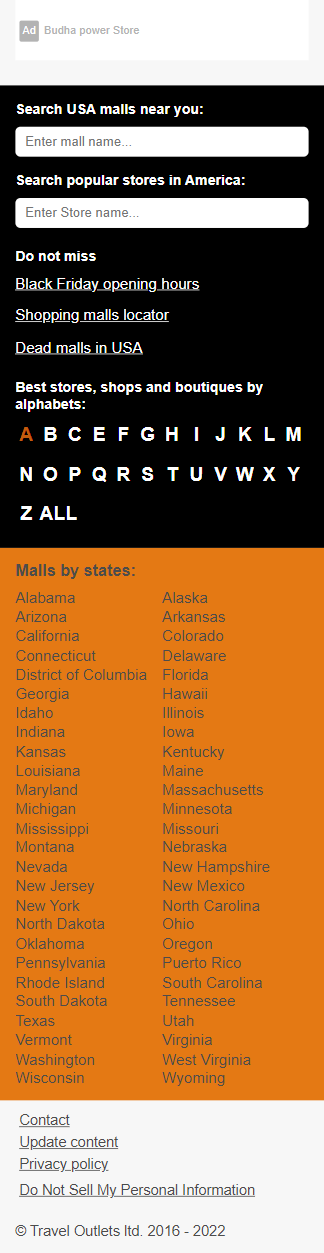 Ad Budha power Store
Search USA malls near you:
Enter mall name...
Search popular stores in America:
Enter Store name...
Do not miss
Black Friday opening hours
Shopping malls locator
Dead malls in USA
Best stores, shops and boutiques by
alphabets:
A B C E F G H I J K L M
N O P Q R S T U V W X Y
Z ALL
Malls by states:
Alabama Alaska
Arizona Arkansas
California Colorado
Connecticut Delaware
District of Columbia Florida
Georgia Hawaii
Idaho Illinois
Indiana Iowa
Kansas Kentucky
Louisiana Maine
Maryland Massachusetts
Michigan Minnesota
Mississippi Missouri
Montana Nebraska
Nevada New Hampshire
New Jersey New Mexico
New York North Carolina
North Dakota Ohio
Oklahoma Oregon
Pennsylvania Puerto Rico
Rhode Island South Carolina
South Dakota Tennessee
Texas Utah
Vermont Virginia
Washington West Virginia
Wisconsin Wyoming
Contact
Update content
Privacy policy
Do Not Sell My Personal Information
© Travel Outlets ltd. 2016 - 2022